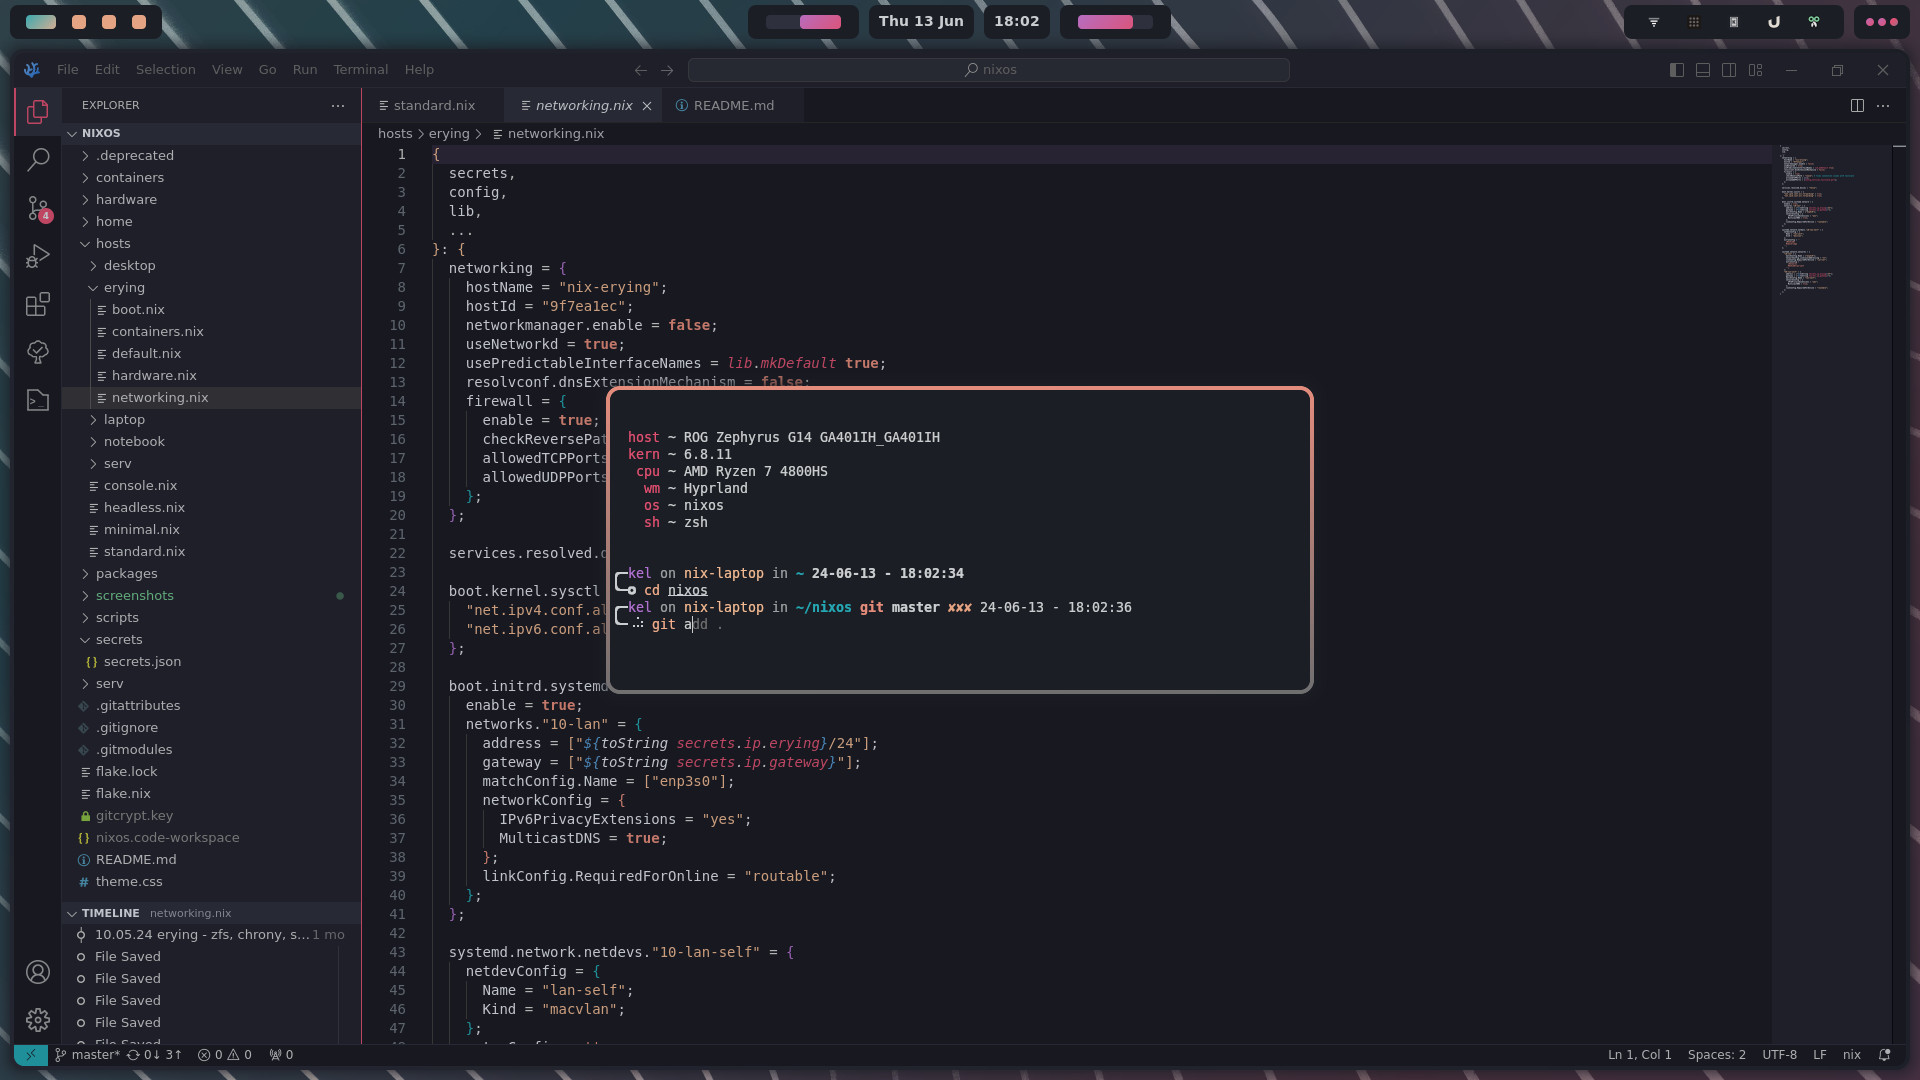 Thu 13 Jun
18:02
File Edit Selection View Go Run Terminal Help
nixos
EXPLORER
NIXOS
.deprecated
containers
hardware
home
hosts
desktop
erying
boot.nix
containers.nix
default.nix
hardware.nix
networking.nix
laptop
notebook
serv
console.nix
headless.nix
minimal.nix
standard.nix
packages
screenshots
scripts
secrets
secrets.json
serv
.gitattributes
.gitignore
.gitmodules
flake.lock
flake.nix
gitcrypt.key
nixos.code-workspace
README.md
theme.css
TIMELINE networking.nix
10.05.24 erying - zfs, chrony, s... 1 mo
File Saved
File Saved
File Saved
File Saved
File Saved
4
standard.nix
networking.nix
README.md
hosts > erying > networking.nix
1 {
2 secrets,
3 config,
4 lib,
5 ...
6 }: {
7 networking = {
8 hostName = "nix-erying";
9 hostId = "9f7ea1ec";
10 networkmanager.enable = false;
11 useNetworkd = true;
12 usePredictableInterfaceNames = lib.mkDefault true;
13 resolvconf.dnsExtensionMechanism = false;
14 firewall = {
15 enable = true;
16 checkReversePat
17 allowedTCPPorts
18 allowedUDPPorts
19 };
20 };
21
22 services.resolved.
23
24 boot.kernel.sysctl
25 "net.ipv4.conf.al
26 "net.ipv6.conf.al
27 };
28
29 boot.initrd.systemd
30 enable = true;
31 networks."10-lan" = {
32 address = ["${toString secrets.ip.erying}/24"];
33 gateway = ["${toString secrets.ip.gateway}"];
34 matchConfig.Name = ["enp3s0"];
35 networkConfig = {
36 IPv6PrivacyExtensions = "yes";
37 MulticastDNS = true;
38 };
39 linkConfig.RequiredForOnline = "routable";
40 };
41 };
42
43 systemd.network.netdevs."10-lan-self" = {
44 netdevConfig = {
45 Name = "lan-self";
46 Kind = "macvlan";
47 };
host ~ ROG Zephyrus G14 GA401IH_GA401IH
kern ~ 6.8.11
cpu ~ AMD Ryzen 7 4800HS
wm ~ Hyprland
os ~ nixos
sh ~ zsh
kel on nix-laptop in ~ 24-06-13 - 18:02:34
cd nixos
kel on nix-laptop in ~/nixos git master ✘✘✘ 24-06-13 - 18:02:36
git add .
master* 0↓ 3↑ 0 0 0
Ln 1, Col 1 Spaces: 2 UTF-8 LF nix